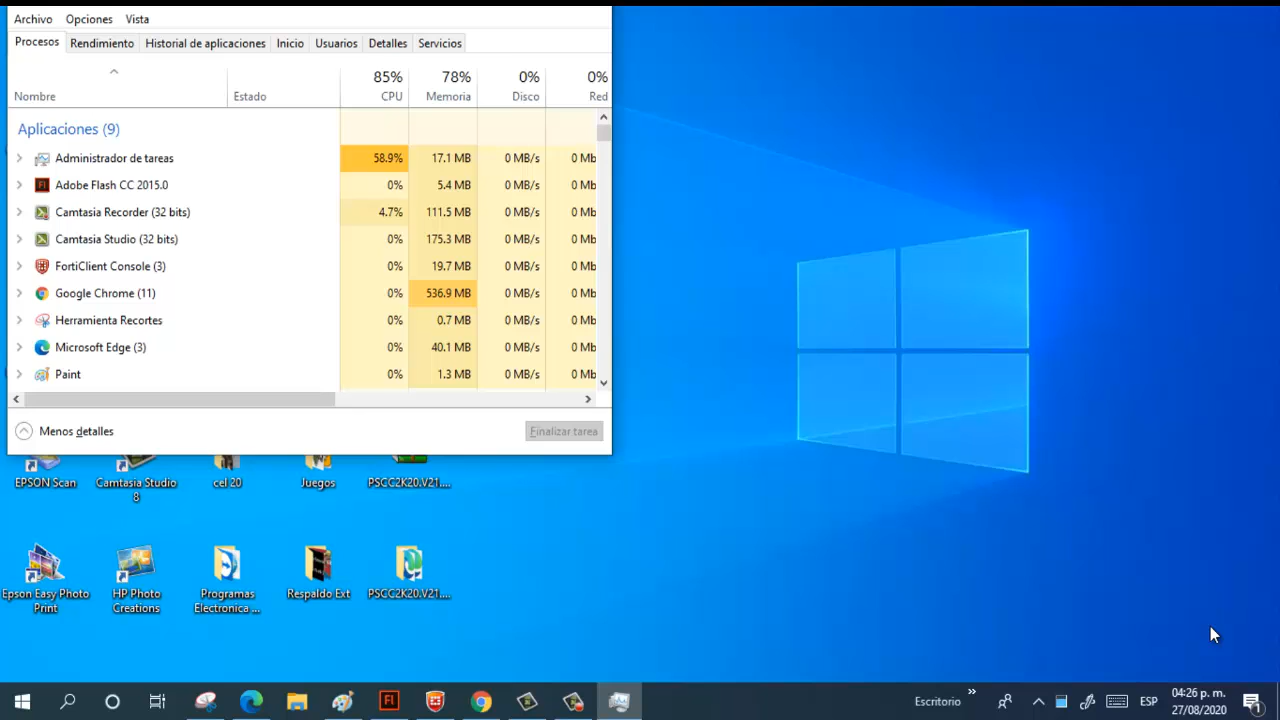 Archivo Opciones Vista
Procesos Rendimiento Historial de aplicaciones Inicio Usuarios Detalles Servicios
85% 78% 0% 0%
Nombre Estado CPU Memoria Disco Red
Aplicaciones (9)
Administrador de tareas 58.9% 17.1 MB 0 MB/s 0 Mb
Adobe Flash CC 2015.0 0% 5.4 MB 0 MB/s 0 Mb
Camtasia Recorder (32 bits) 4.7% 111.5 MB 0 MB/s 0 Mb
Camtasia Studio (32 bits) 0% 175.3 MB 0 MB/s 0 Mb
FortiClient Console (3) 0% 19.7 MB 0 MB/s 0 Mb
Google Chrome (11) 0% 536.9 MB 0 MB/s 0 Mb
Herramienta Recortes 0% 0.7 MB 0 MB/s 0 Mb
Microsoft Edge (3) 0% 40.1 MB 0 MB/s 0 Mb
Paint 0% 1.3 MB 0 MB/s 0 Mb
Menos detalles Finalizar tarea
EPSON Scan Camtasia Studio 8 cel 20 Juegos PSCC2K20.V21....
Epson Easy Photo Print HP Photo Creations Programas Electronica ... Respaldo Ext PSCC2K20.V21....
Fl Escritorio ESP 04:26 p. m.
27/08/2020 1